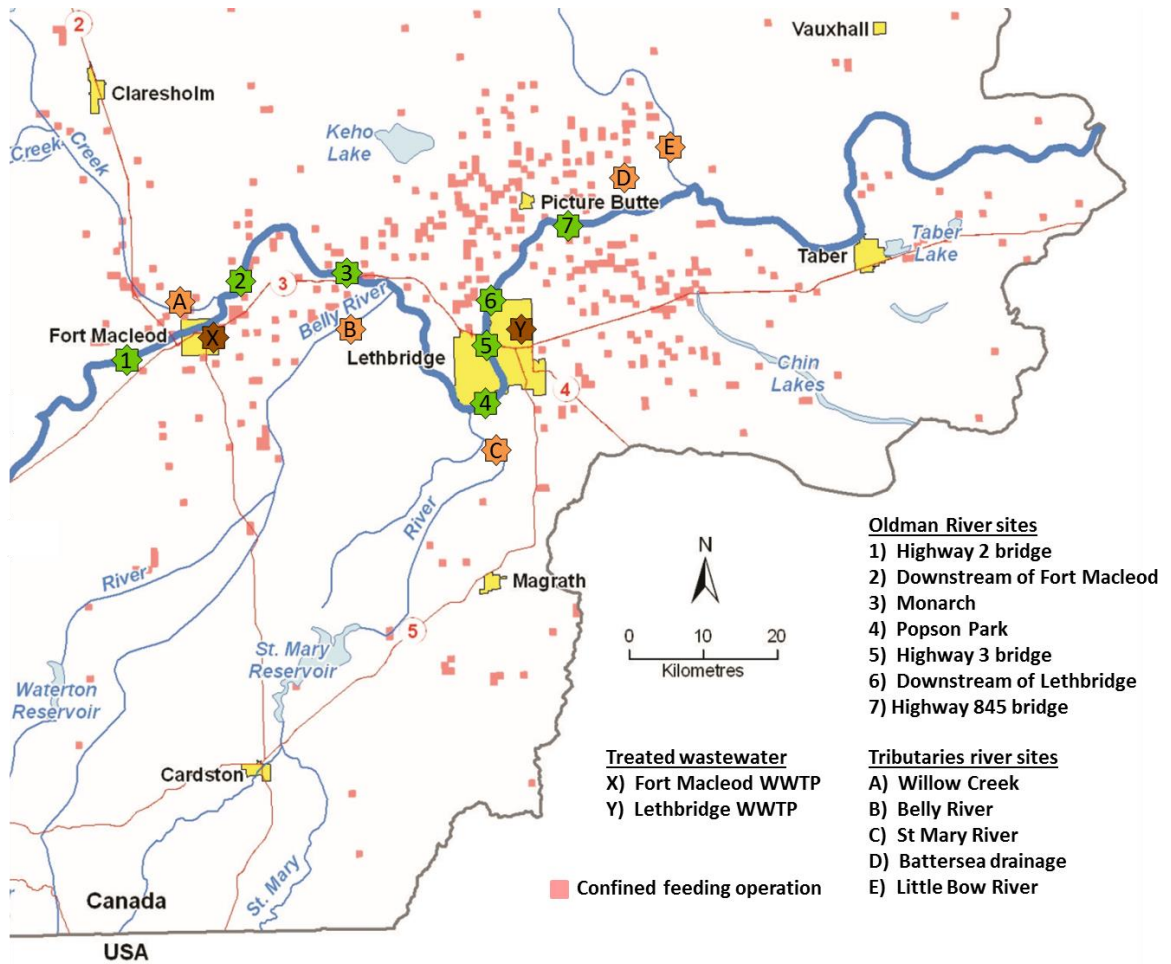 2
Vauxhall
Claresholm
Keho
Lake
Creek
Creek
E
D
Picture Butte
7
Taber
Lake
Taber
2
3
3
A
6
Belly River
Fort Macleod
X
B
Y
1
Lethbridge
5
Chin
Lakes
4
4
C
River
River
Magrath
N
0 10 20
Kilometres
5
St. Mary
Reservoir
Waterton
Reservoir
Cardston
St. Mary
Canada
USA
Oldman River sites
1) Highway 2 bridge
2) Downstream of Fort Macleod
3) Monarch
4) Popson Park
5) Highway 3 bridge
6) Downstream of Lethbridge
7) Highway 845 bridge
Treated wastewater
X) Fort Macleod WWTP
Y) Lethbridge WWTP
Tributaries river sites
A) Willow Creek
B) Belly River
C) St Mary River
D) Battersea drainage
E) Little Bow River
Confined feeding operation